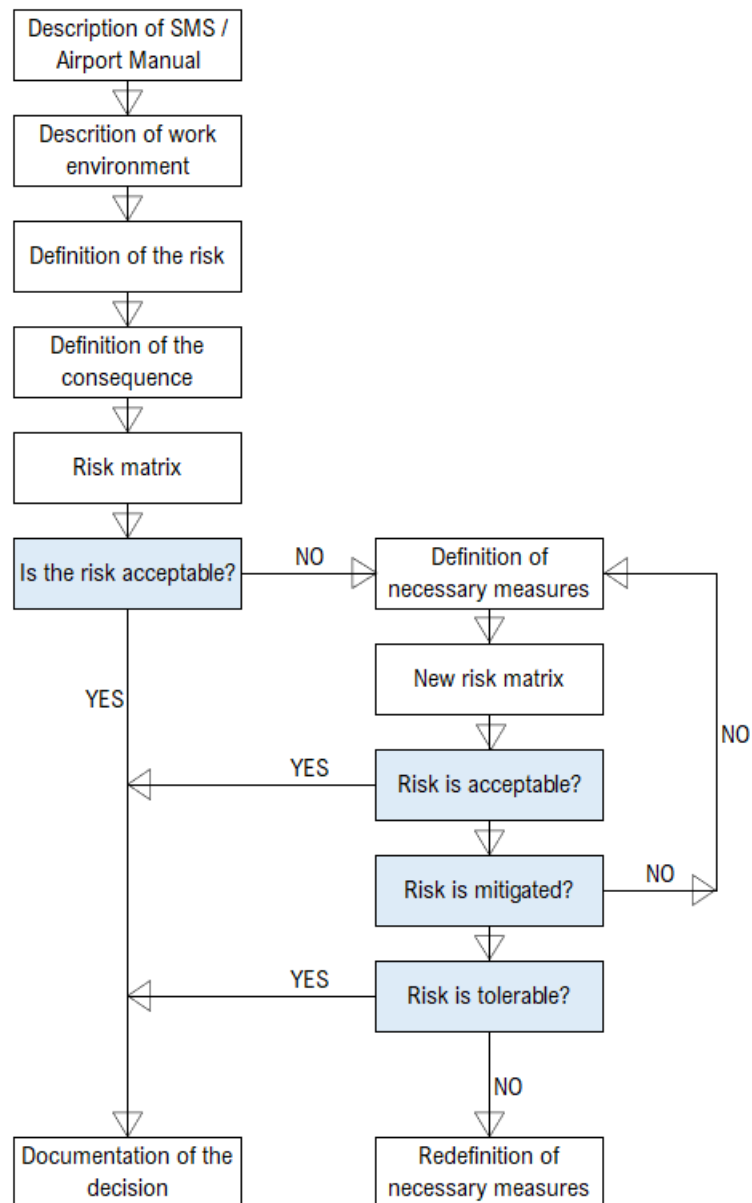 Description of SMS /
Airport Manual
Descrition of work
environment
Definition of the risk
Definition of the
consequence
Risk matrix
Is the risk acceptable?
NO
Definition of
necessary measures
New risk matrix
YES
NO
YES
Risk is acceptable?
Risk is mitigated?
NO
YES
Risk is tolerable?
NO
Documentation of the
decision
Redefinition of
necessary measures